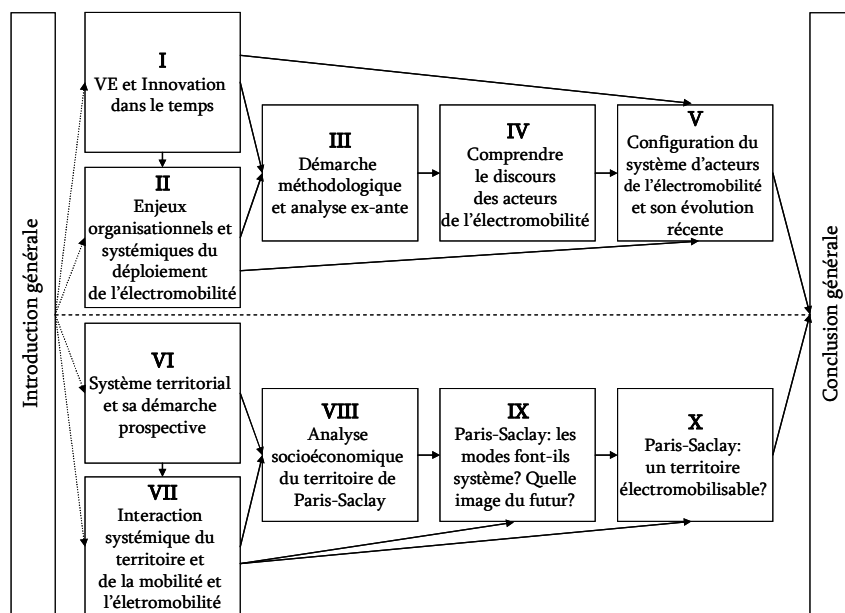 Introduction générale
I
VE et Innovation
dans le temps
II
Enjeux
organisationnels et
systémiques du
déploiement
de l'électromobilité
III
Démarche
méthodologique
et analyse ex-ante
IV
Comprendre
le discours
des acteurs
de l'électromobilité
V
Configuration du
système d'acteurs
de l'électromobilité
et son évolution
récente
VI
Système territorial
et sa démarche
prospective
VII
Interaction
systémique du
territoire et
de la mobilité et
l'életromobilité
VIII
Analyse
socioéconomique
du territoire de
Paris-Saclay
IX
Paris-Saclay: les
modes font-ils
système? Quelle
image du futur?
X
Paris-Saclay:
un territoire
électromobilisable?
Conclusion générale